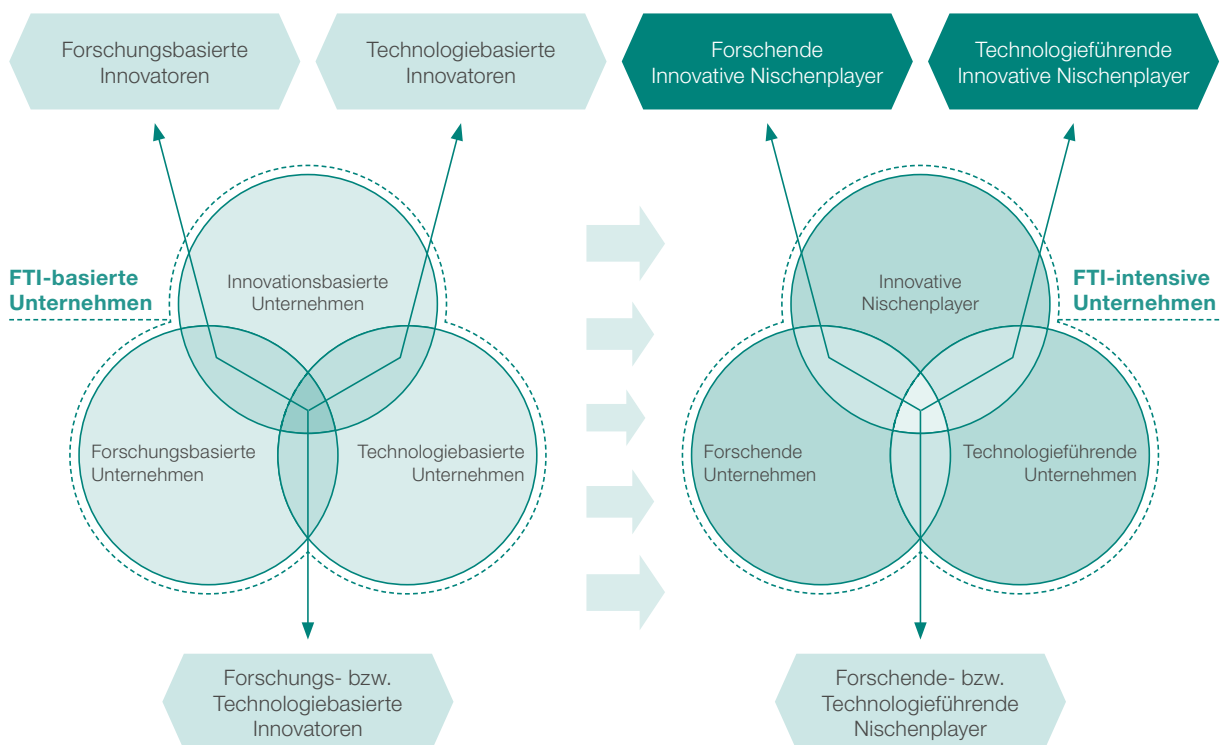 Forschungsbasierte
Innovatoren
Technologiebasierte
Innovatoren
Forschende
Innovative Nischenplayer
Technologieführende
Innovative Nischenplayer
FTI-basierte
Unternehmen
Innovationsbasierte
Unternehmen
Forschungsbasierte
Unternehmen
Technologiebasierte
Unternehmen
Innovative
Nischenplayer
FTI-intensive
Unternehmen
Forschende
Unternehmen
Technologieführende
Unternehmen
Forschungs- bzw.
Technologiebasierte
Innovatoren
Forschende- bzw.
Technologieführende
Nischenplayer